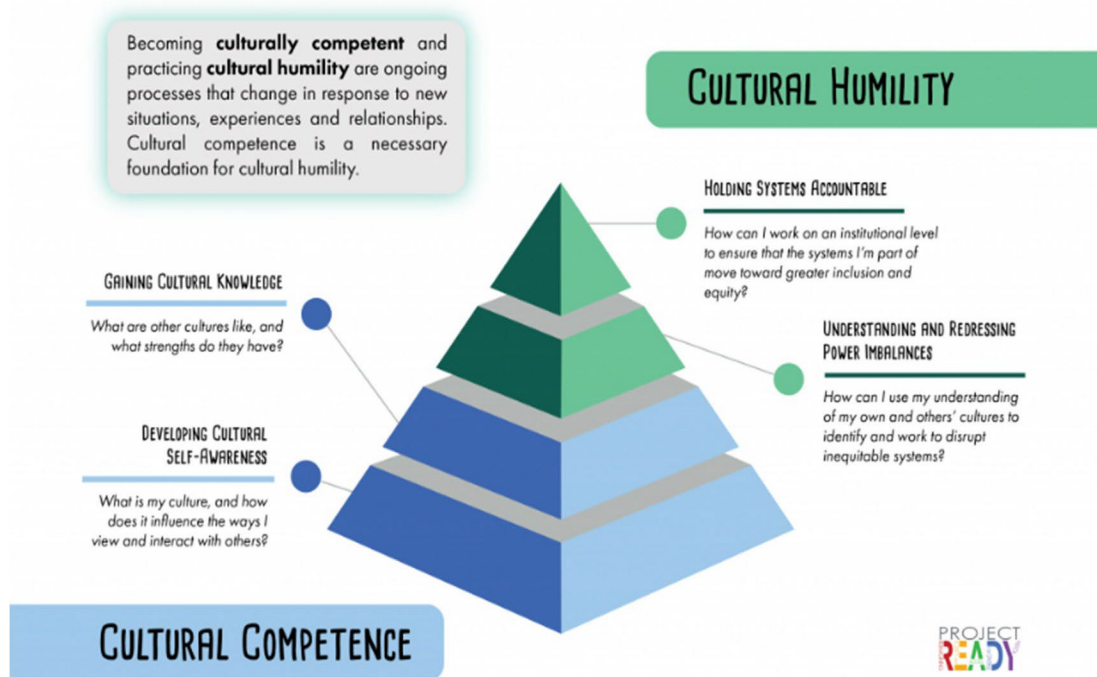 Becoming culturally competent and
practicing cultural humility are ongoing
processes that change in response to new
situations, experiences and relationships.
Cultural competence is a necessary
foundation for cultural humility.
CULTURAL HUMILITY
HOLDING SYSTEMS ACCOUNTABLE
How can I work on an institutional level
to ensure that the systems I'm part of
move toward greater inclusion and
equity?
GAINING CULTURAL KNOWLEDGE
What are other cultures like, and
what strengths do they have?
UNDERSTANDING AND REDRESSING
POWER IMBALANCES
How can I use my understanding
of my own and others' cultures to
identify and work to disrupt
inequitable systems?
DEVELOPING CULTURAL
SELF-AWARENESS
What is my culture, and how
does it influence the ways I
view and interact with others?
CULTURAL COMPETENCE
PROJECT
READY